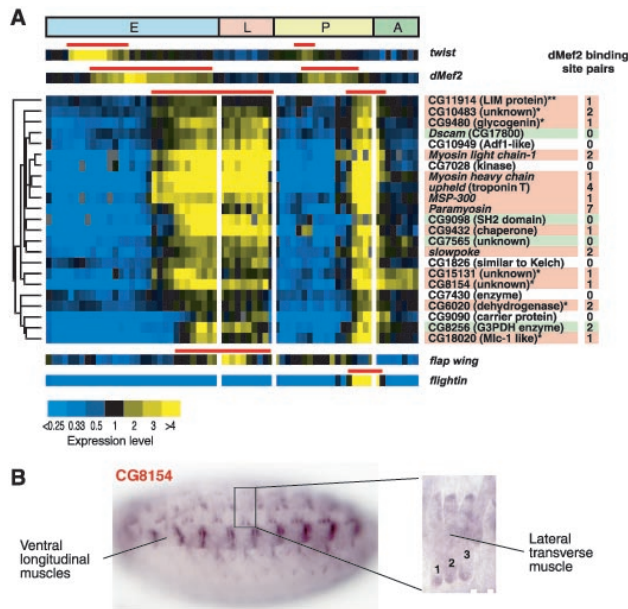 A
E L P A
twist
dMef2
dMef2 binding
site pairs
CG11914 (LIM protein)** 1
CG10483 (unknown)* 2
CG9480 (glycogenin)* 1
Dscam (CG17800) 0
CG10949 (Adf1-like) 0
Myosin light chain-1 2
CG7028 (kinase) 0
Myosin heavy chain 1
upheld (troponin T) 4
MSP-300 1
Paramyosin 7
CG9098 (SH2 domain) 0
CG9432 (chaperone) 1
CG7565 (unknown) 0
slowpoke 2
CG1826 (similar to Kelch) 0
CG15131 (unknown)* 1
CG8154 (unknown)* 1
CG7430 (enzyme) 0
CG6020 (dehydrogenase)* 2
CG9090 (carrier protein) 0
CG8256 (G3PDH enzyme) 2
CG18020 (Mlc-1 like)* 1
flap wing
flightin
<0.25 0.33 0.5 1 2 3 >4
Expression level
B
CG8154
Ventral
longitudinal
muscles
1 2 3
Lateral
transverse
muscle